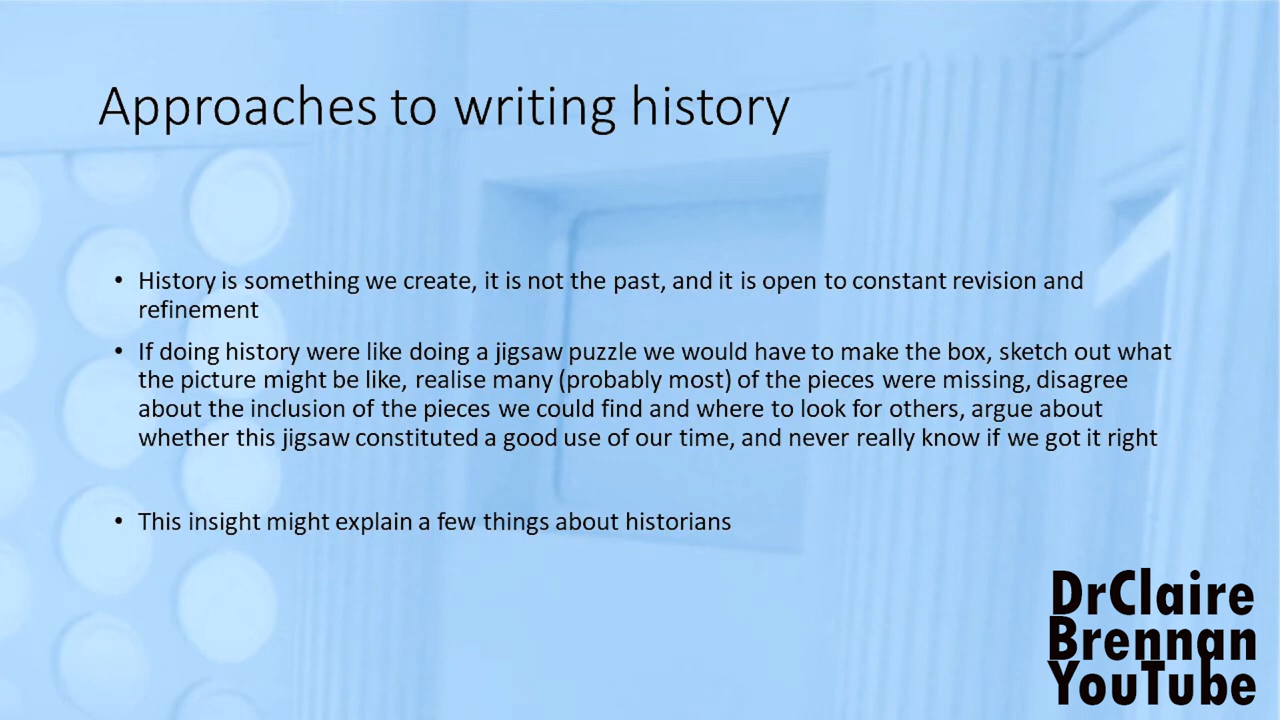 Approaches to writing history
• History is something we create, it is not the past, and it is open to constant revision and
refinement
• If doing history were like doing a jigsaw puzzle we would have to make the box, sketch out what
the picture might be like, realise many (probably most) of the pieces were missing, disagree
about the inclusion of the pieces we could find and where to look for others, argue about
whether this jigsaw constituted a good use of our time, and never really know if we got it right
• This insight might explain a few things about historians
DrClaire
Brennan
YouTube